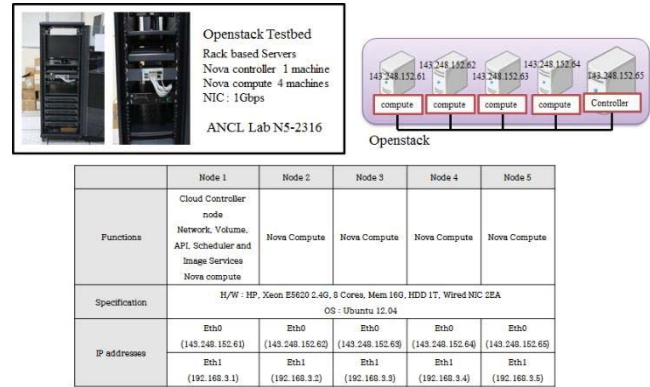 Openstack Testbed
Rack based Servers
Nova controller 1 machine
Nova compute 4 machines
NIC : 1Gbps
ANCL Lab N5-2316
143.248.152.61
143.248.152.62
143.248.152.63
143.248.152.64
143.248.152.65
compute
compute
compute
compute
Controller
Openstack
Node 1
Node 2
Node 3
Node 4
Node 5
Functions
Cloud Controller
node
Network, Volume,
API, Scheduler and
Image Services
Nova compute
Nova Compute
Nova Compute
Nova Compute
Nova Compute
Specification
H/W : HP, Xeon E5620 2.4G, 8 Cores, Mem 16G, HDD 1T, Wired NIC 2EA
OS : Ubuntu 12.04
IP addresses
Eth0
(143.248.152.61)
Eth0
(143.248.152.62)
Eth0
(143.248.152.63)
Eth0
(143.248.152.64)
Eth0
(143.248.152.65)
Eth1
(192.168.3.1)
Eth1
(192.168.3.2)
Eth1
(192.168.3.3)
Eth1
(192.168.3.4)
Eth1
(192.168.3.5)